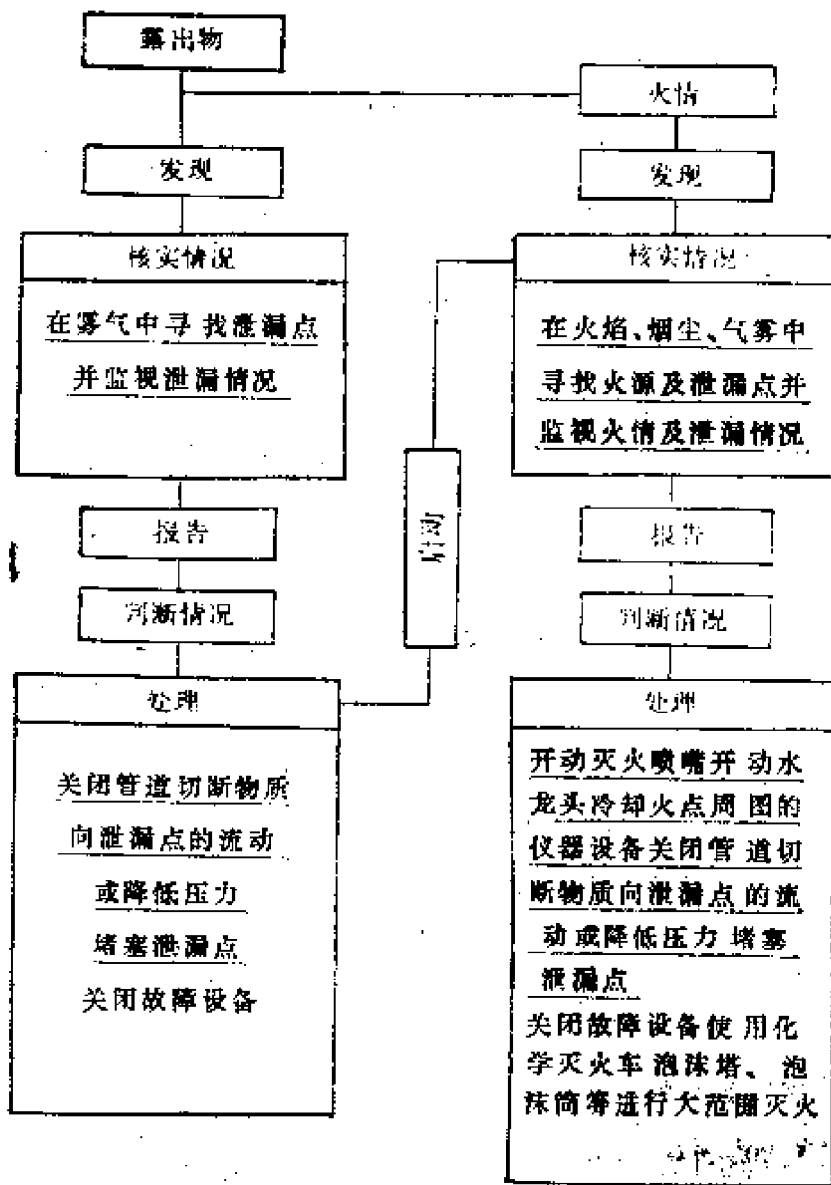 露出物
火情
发现
发现
核实情况
在雾气中寻找泄漏点
并监视泄漏情况
核实情况
在火焰、烟尘、气雾中
寻找火源及泄漏点并
监视火情及泄漏情况
启动
报告
判断情况
报告
判断情况
处理
关闭管道切断物质
向泄漏点的流动
或降低压力
堵塞泄漏点
关闭故障设备
处理
开动灭火喷嘴开动水
龙头冷却火点周图的
仪器设备关闭管道切
断物质向泄漏点的流
动或降低压力堵塞
泄漏点
关闭故障设备使用化
学灭火车泡沫塔、泡
沫筒等进行大范围灭火